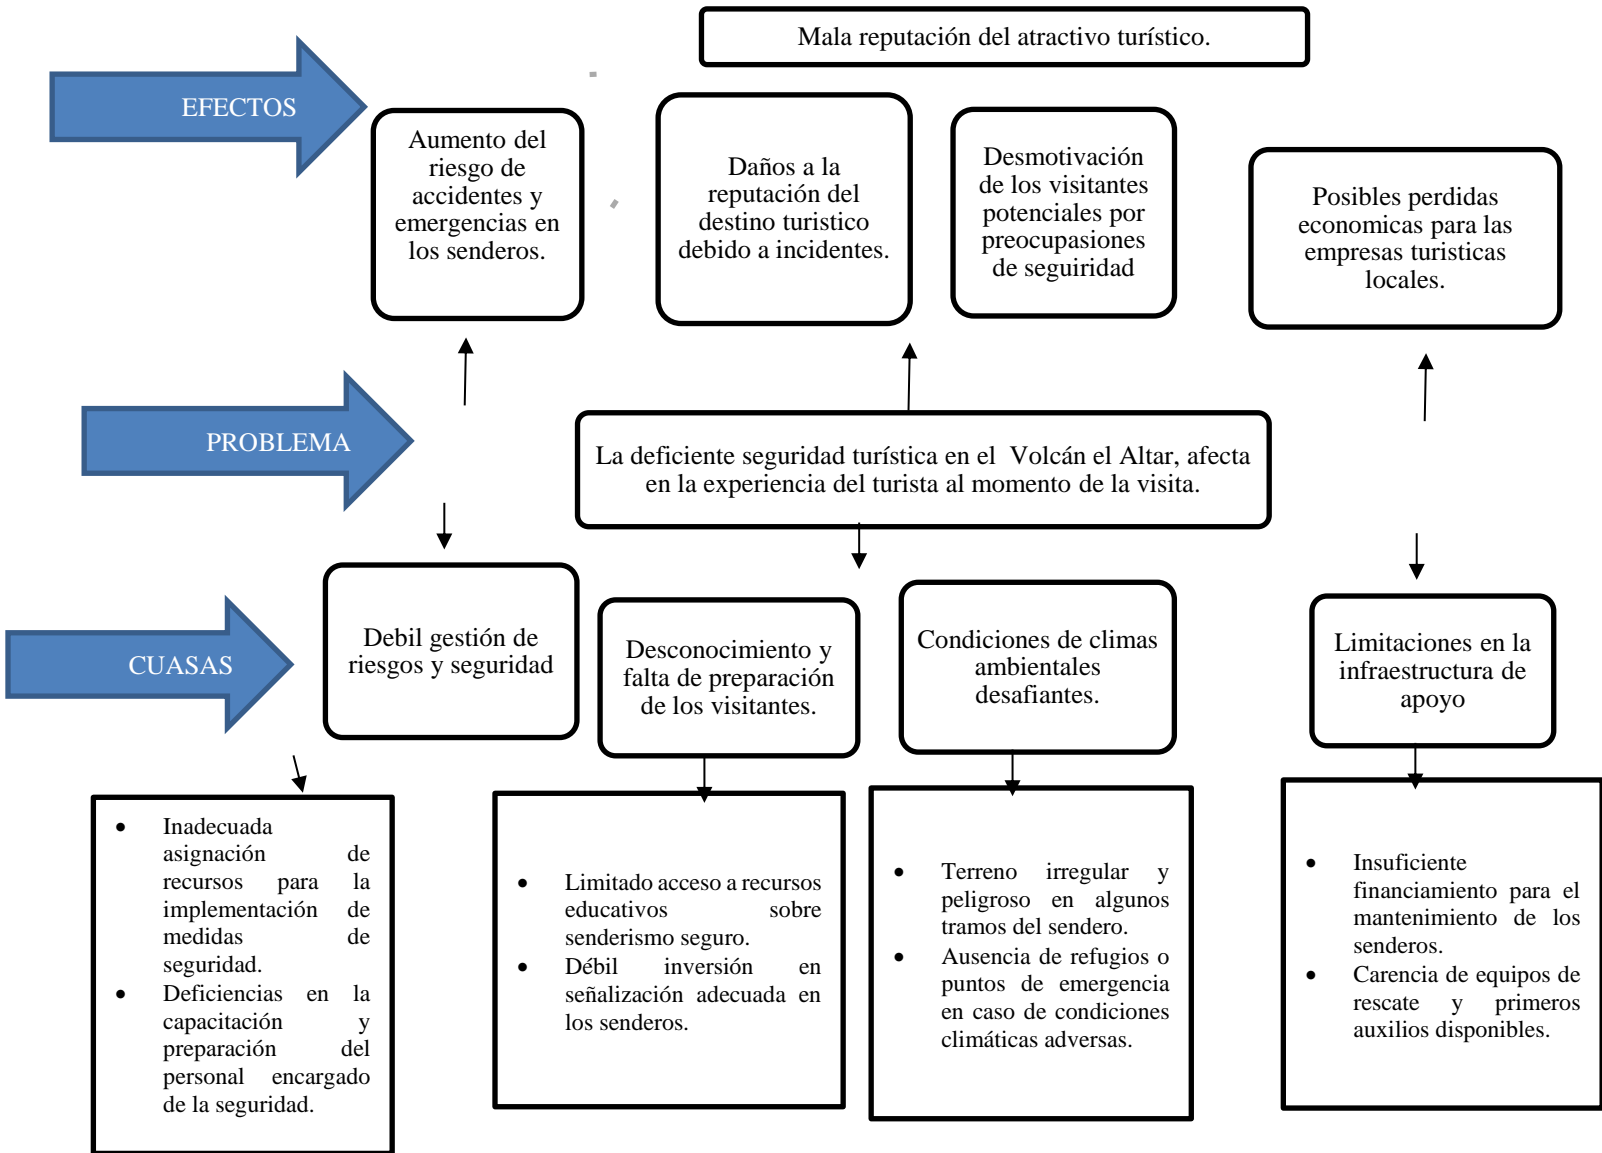 Mala reputación del atractivo turístico.
EFECTOS
Aumento del
riesgo de
accidentes y
emergencias en
los senderos.
Daños a la
reputación del
destino turistico
debido a incidentes.
Desmotivación
de los visitantes
potenciales por
preocupasiones
de seguiridad
Posibles perdidas
economicas para las
empresas turisticas
locales.
PROBLEMA
La deficiente seguridad turística en el Volcán el Altar, afecta
en la experiencia del turista al momento de la visita.
CUASAS
Debil gestión de
riesgos y seguridad
Desconocimiento y
falta de preparación
de los visitantes.
Condiciones de climas
ambientales
desafiantes.
Limitaciones en la
infraestructura de
apoyo
• Inadecuada
asignación de
recursos para la
implementación de
medidas de
seguridad.
• Deficiencias en la
capacitación y
preparación del
personal encargado
de la seguridad.
• Limitado acceso a recursos
educativos sobre
senderismo seguro.
• Débil inversión en
señalización adecuada en
los senderos.
• Terreno irregular y
peligroso en algunos
tramos del sendero.
• Ausencia de refugios o
puntos de emergencia
en caso de condiciones
climáticas adversas.
• Insuficiente
financiamiento para el
mantenimiento de los
senderos.
• Carencia de equipos de
rescate y primeros
auxilios disponibles.